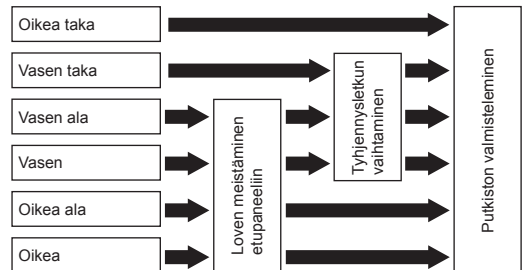 Oikea taka
Vasen taka
Vasen ala
Vasen
Oikea ala
Oikea
Loven meistäminen
etupaneeliin
Tyhjennysletkun
vaihtaminen
Putkiston valmisteleminen